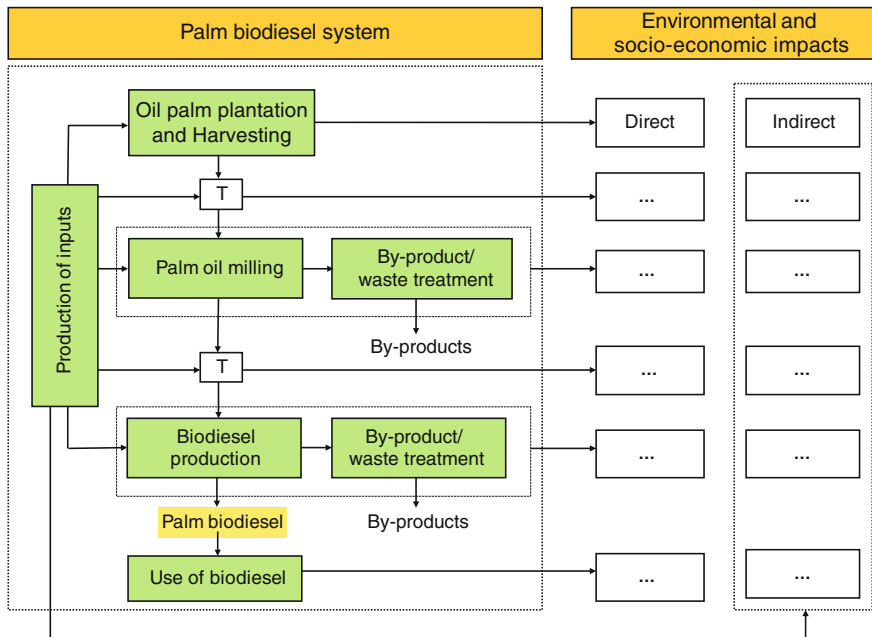 Palm biodiesel system
Environmental and
socio-economic impacts
Oil palm plantation
and Harvesting
Direct
Indirect
T
...
...
Production of inputs
Palm oil milling
By-product/
waste treatment
...
...
By-products
T
...
...
Biodiesel
production
By-product/
waste treatment
...
...
Palm biodiesel
By-products
Use of biodiesel
...
...